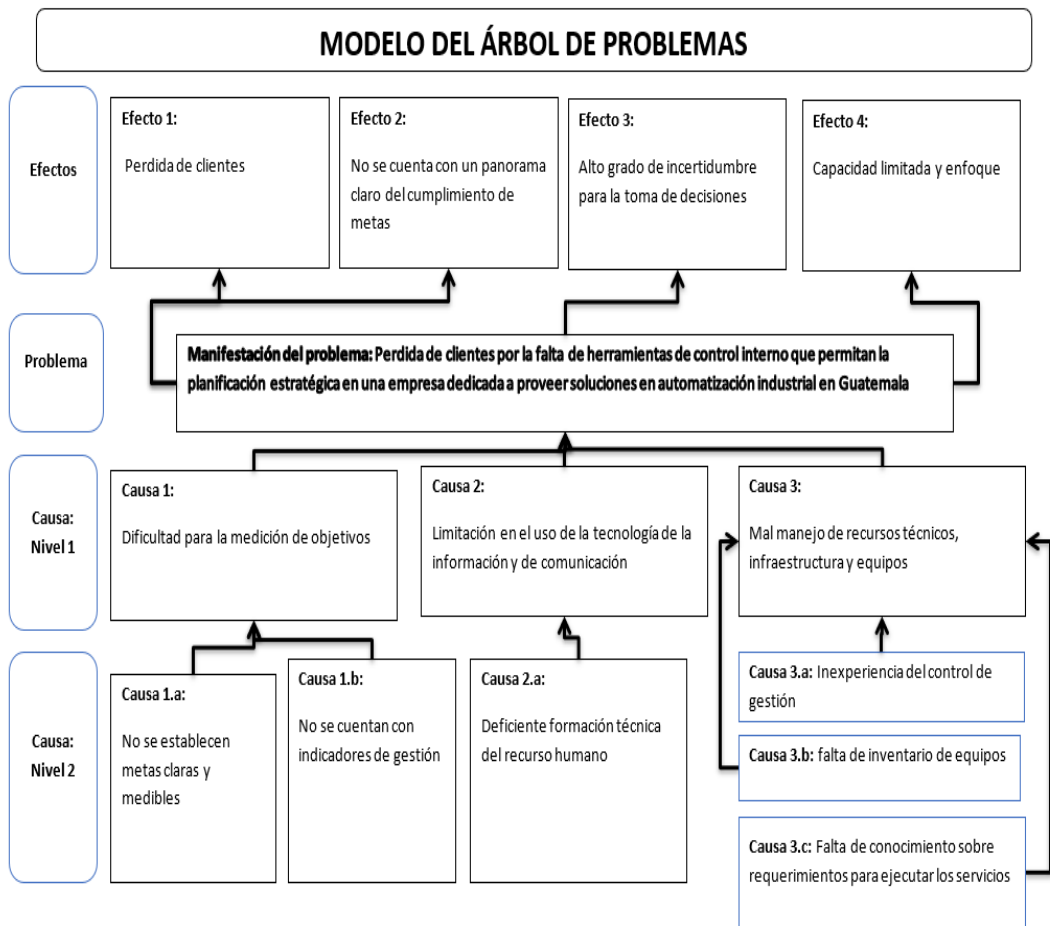 MODELO DEL ÁRBOL DE PROBLEMAS
Efectos
Efecto 1:
Perdida de clientes
Efecto 2:
No se cuenta con un panorama
claro del cumplimiento de
metas
Efecto 3:
Alto grado de incertidumbre
para la toma de decisiones
Efecto 4:
Capacidad limitada y enfoque
Problema
Manifestación del problema: Perdida de clientes por la falta de herramientas de control interno que permitan la
planificación estratégica en una empresa dedicada a proveer soluciones en automatización industrial en Guatemala
Causa:
Nivel 1
Causa 1:
Dificultad para la medición de objetivos
Causa 2:
Limitación en el uso de la tecnología de la
información y de comunicación
Causa 3:
Mal manejo de recursos técnicos,
infraestructura y equipos
Causa:
Nivel 2
Causa 1.a:
No se establecen
metas claras y
medibles
Causa 1.b:
No se cuentan con
indicadores de gestión
Causa 2.a:
Deficiente formación técnica
del recurso humano
Causa 3.a: Inexperiencia del control de
gestión
Causa 3.b: falta de inventario de equipos
Causa 3.c: Falta de conocimiento sobre
requerimientos para ejecutar los servicios